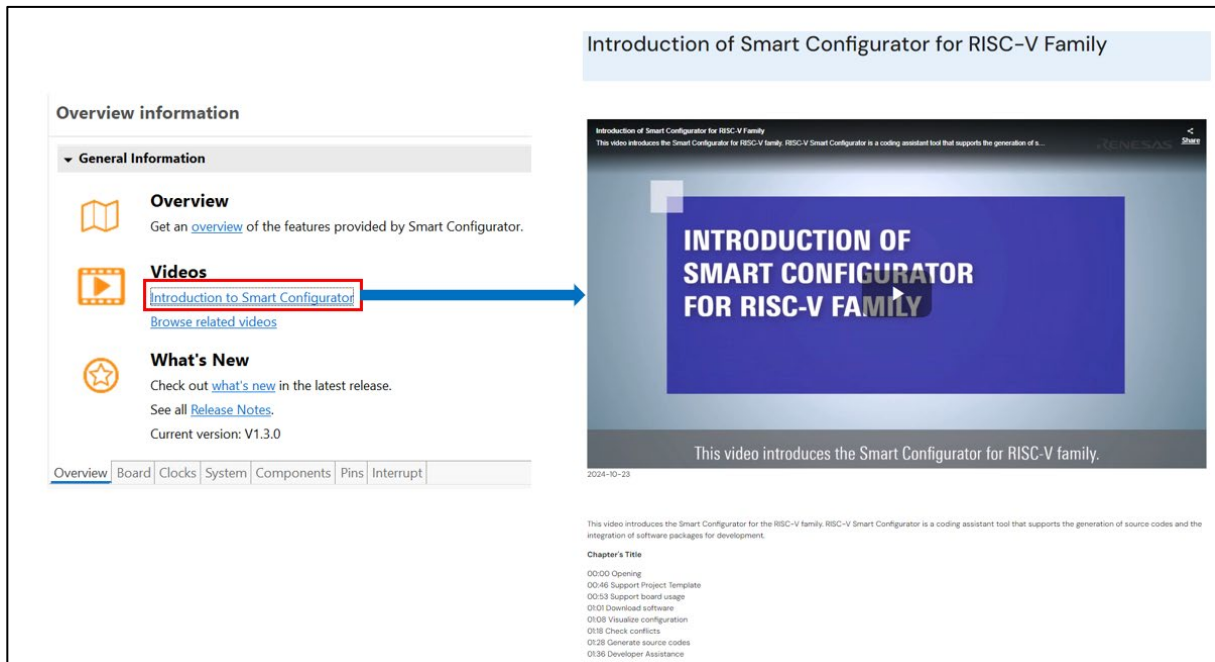 Introduction of Smart Configurator for RISC-V Family
Overview information
General Information
Overview
Get an overview of the features provided by Smart Configurator.
Videos
Introduction to Smart Configurator
Browse related videos
What's New
Check out what's new in the latest release.
See all Release Notes.
Current version: V1.3.0
Overview Board Clocks System Components Pins Interrupt
Introduction of Smart Configurator for RISC-V Family
This video introduces the Smart Configurator for RISC-V family. RISC-V Smart Configurator is a coding assistant tool that supports the generation of s...
RENESAS
Share
INTRODUCTION OF
SMART CONFIGURATOR
FOR RISC-V FAMILY
This video introduces the Smart Configurator for RISC-V family.
2024-10-23
This video introduces the Smart Configurator for the RISC-V family. RISC-V Smart Configurator is a coding assistant tool that supports the generation of source codes and the
integration of software packages for development.
Chapter's Title
00:00 Opening
00:46 Support Project Template
00:53 Support board usage
01:01 Download software
01:08 Visualize configuration
01:18 Check conflicts
01:28 Generate source codes
01:36 Developer Assistance